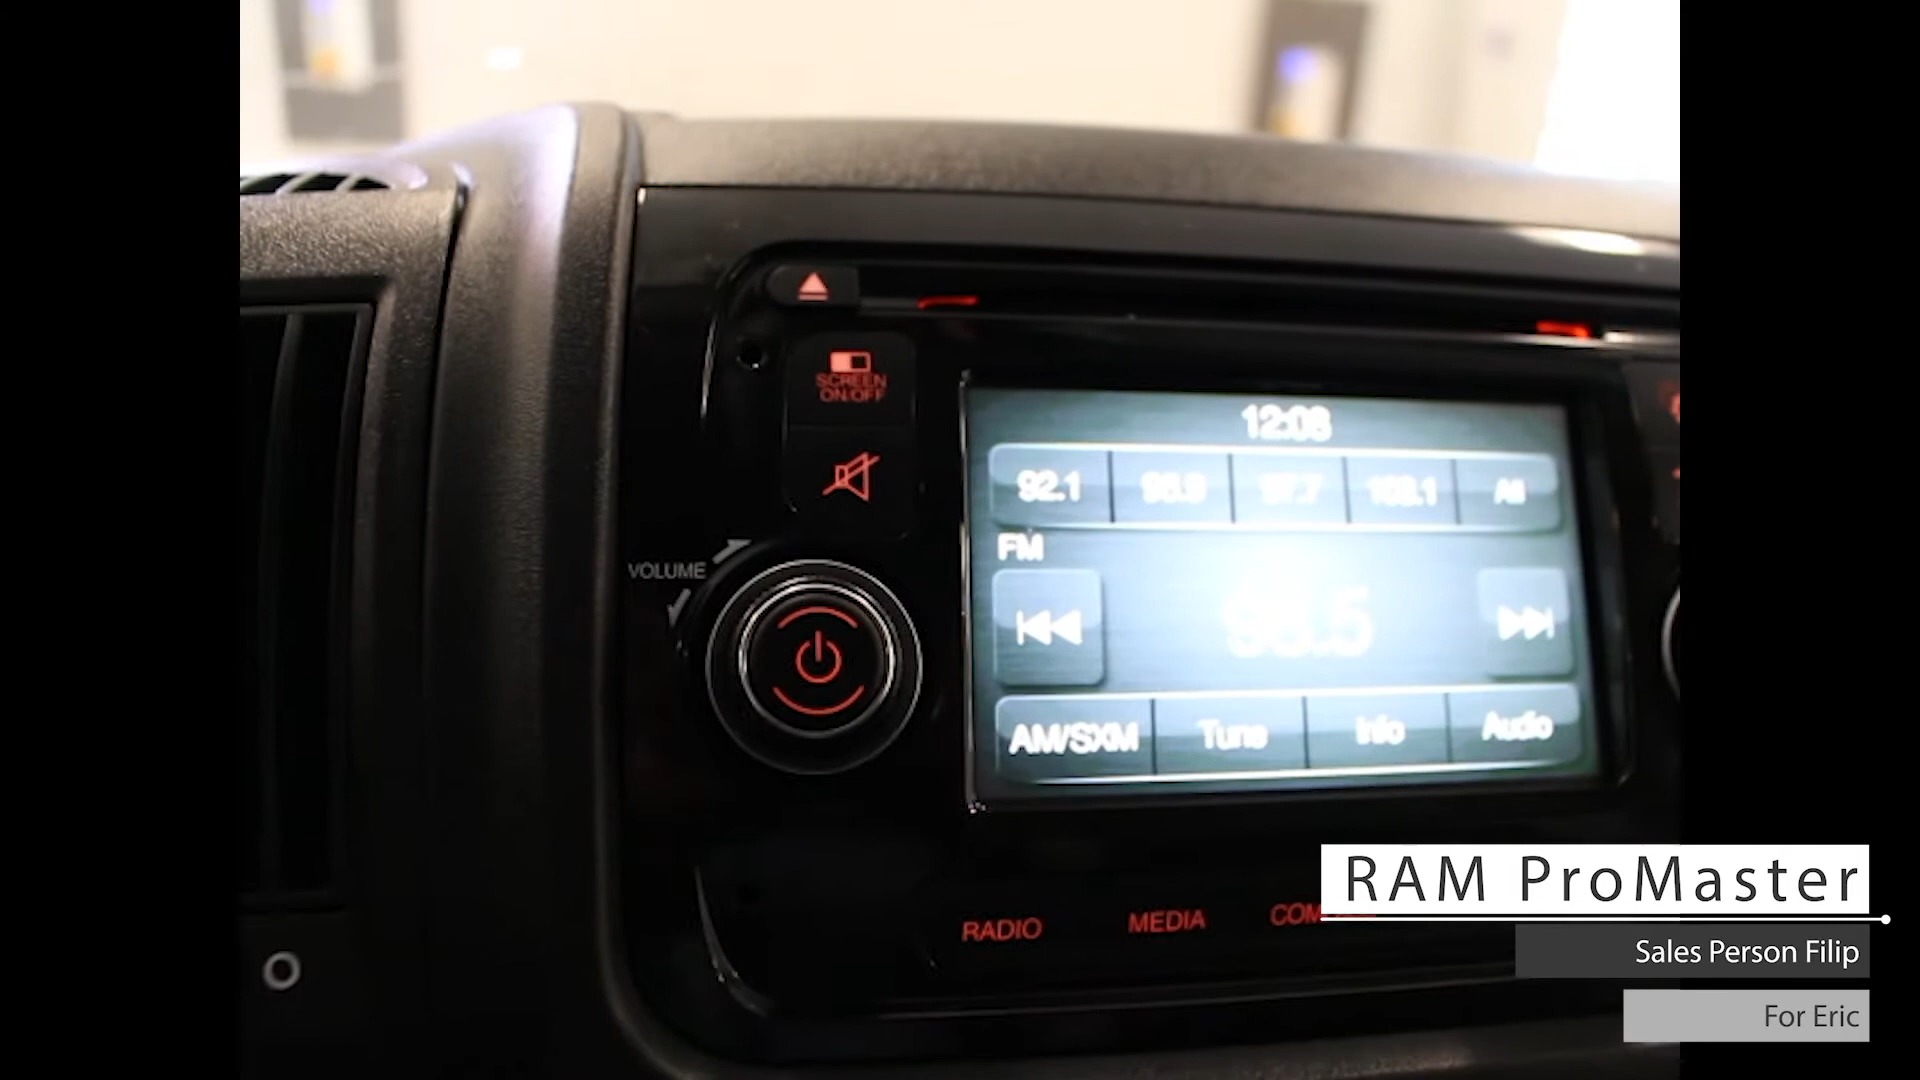 SCREEN
ON/OFF
12:08
92.1
All
FM
VOLUME
AM/SXM Tune Info Audio
RADIO MEDIA
RAM ProMaster
Sales Person Filip
For Eric